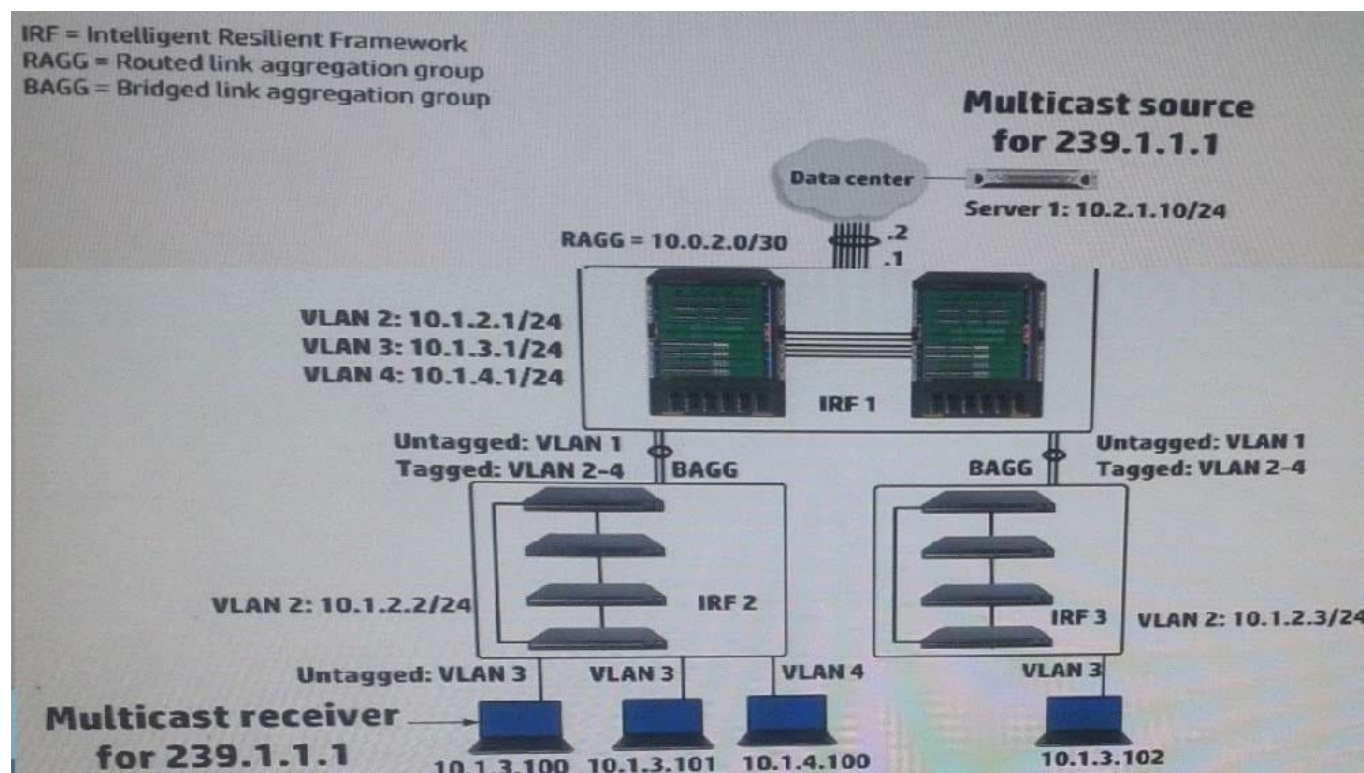 IRF = Intelligent Resilient Framework
RAGG = Routed link aggregation group
BAGG = Bridged link aggregation group
Multicast source
for 239.1.1.1
Data center
Server 1: 10.2.1.10/24
RAGG = 10.0.2.0/30
.2
.1
VLAN 2: 10.1.2.1/24
VLAN 3: 10.1.3.1/24
VLAN 4: 10.1.4.1/24
IRF 1
Untagged: VLAN 1
Tagged: VLAN 2-4
BAGG
BAGG
Untagged: VLAN 1
Tagged: VLAN 2-4
VLAN 2: 10.1.2.2/24
IRF 2
IRF 3
VLAN 2: 10.1.2.3/24
Untagged: VLAN 3
VLAN 3
VLAN 4
VLAN 3
Multicast receiver
for 239.1.1.1
10.1.3.100
10.1.3.101
10.1.4.100
10.1.3.102